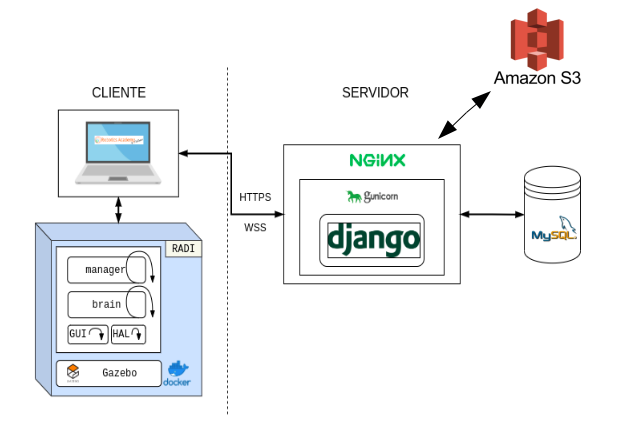 Amazon S3
CLIENTE
SERVIDOR
NGiNX
HTTPS
WSS
gunicorn
django
MySQL
RADI
manager
brain
GUI
HAL
Gazebo
docker